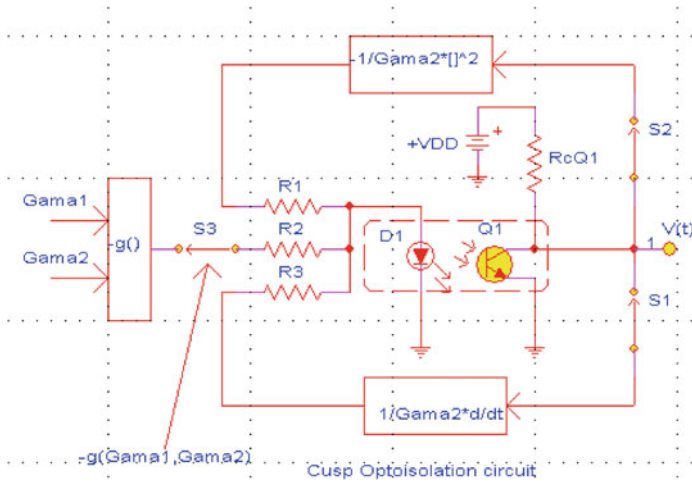 -1/Gama2*[]^2
+VDD
+
RcQ1
S2
Gama1
Gama2
-g()
S3
R1
R2
R3
D1
Q1
1
V(t)
S1
1/Gama2*d/dt
-g(Gama1,Gama2)
Cusp Optoisolation circuit